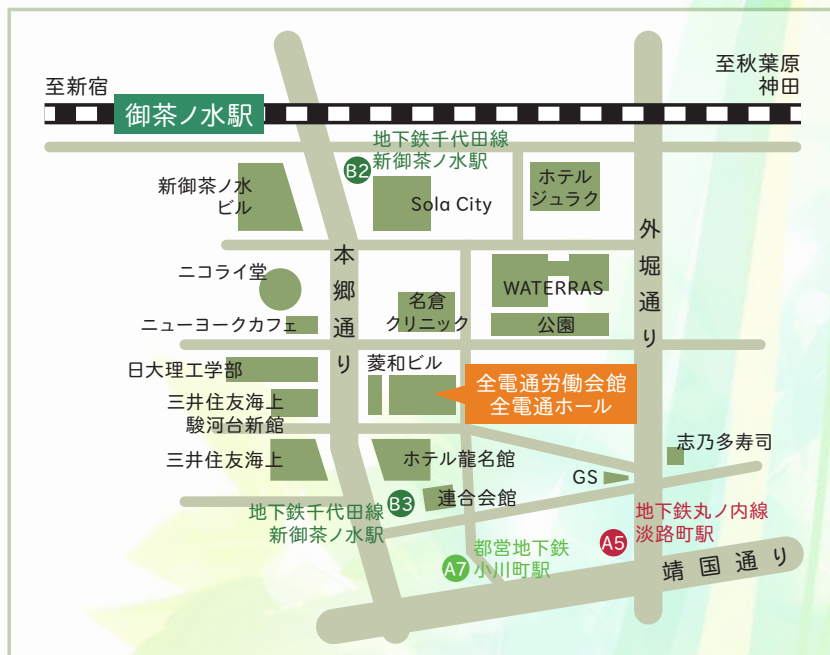 至新宿
御茶ノ水駅
至秋葉原
神田
地下鉄千代田線
新御茶ノ水駅
B2
新御茶ノ水
ビル
Sola City
ホテル
ジュラク
本郷通り
外堀通り
ニコライ堂
名倉
クリニック
WATERRAS
ニューヨークカフェ
公園
日大理工学部
菱和ビル
全電通労働会館
全電通ホール
三井住友海上
駿河台新館
志乃多寿司
三井住友海上
ホテル龍名館
GS
連合会館
B3
地下鉄千代田線
新御茶ノ水駅
地下鉄丸ノ内線
淡路町駅
A5
都営地下鉄
小川町駅
A7
靖国通り